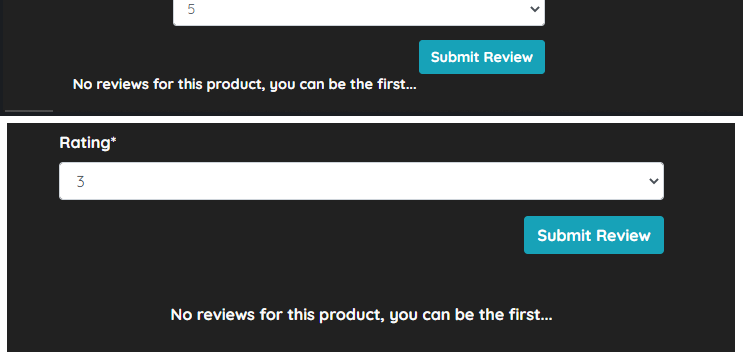 5
Submit Review
No reviews for this product, you can be the first...
Rating*
3
Submit Review
No reviews for this product, you can be the first...